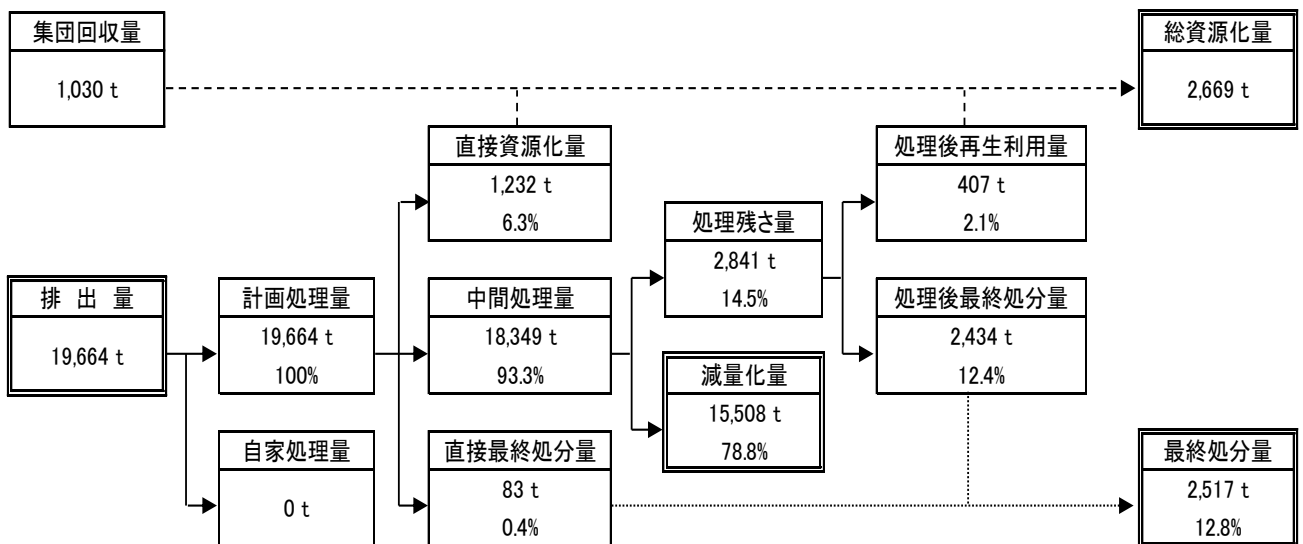 集団回収量
1,030 t
総資源化量
2,669 t
直接資源化量
1,232 t
6.3%
処理後再生利用量
407 t
2.1%
処理残さ量
2,841 t
14.5%
排 出 量
19,664 t
計画処理量
19,664 t
100%
中間処理量
18,349 t
93.3%
処理後最終処分量
2,434 t
12.4%
減量化量
15,508 t
78.8%
自家処理量
0 t
直接最終処分量
83 t
0.4%
最終処分量
2,517 t
12.8%